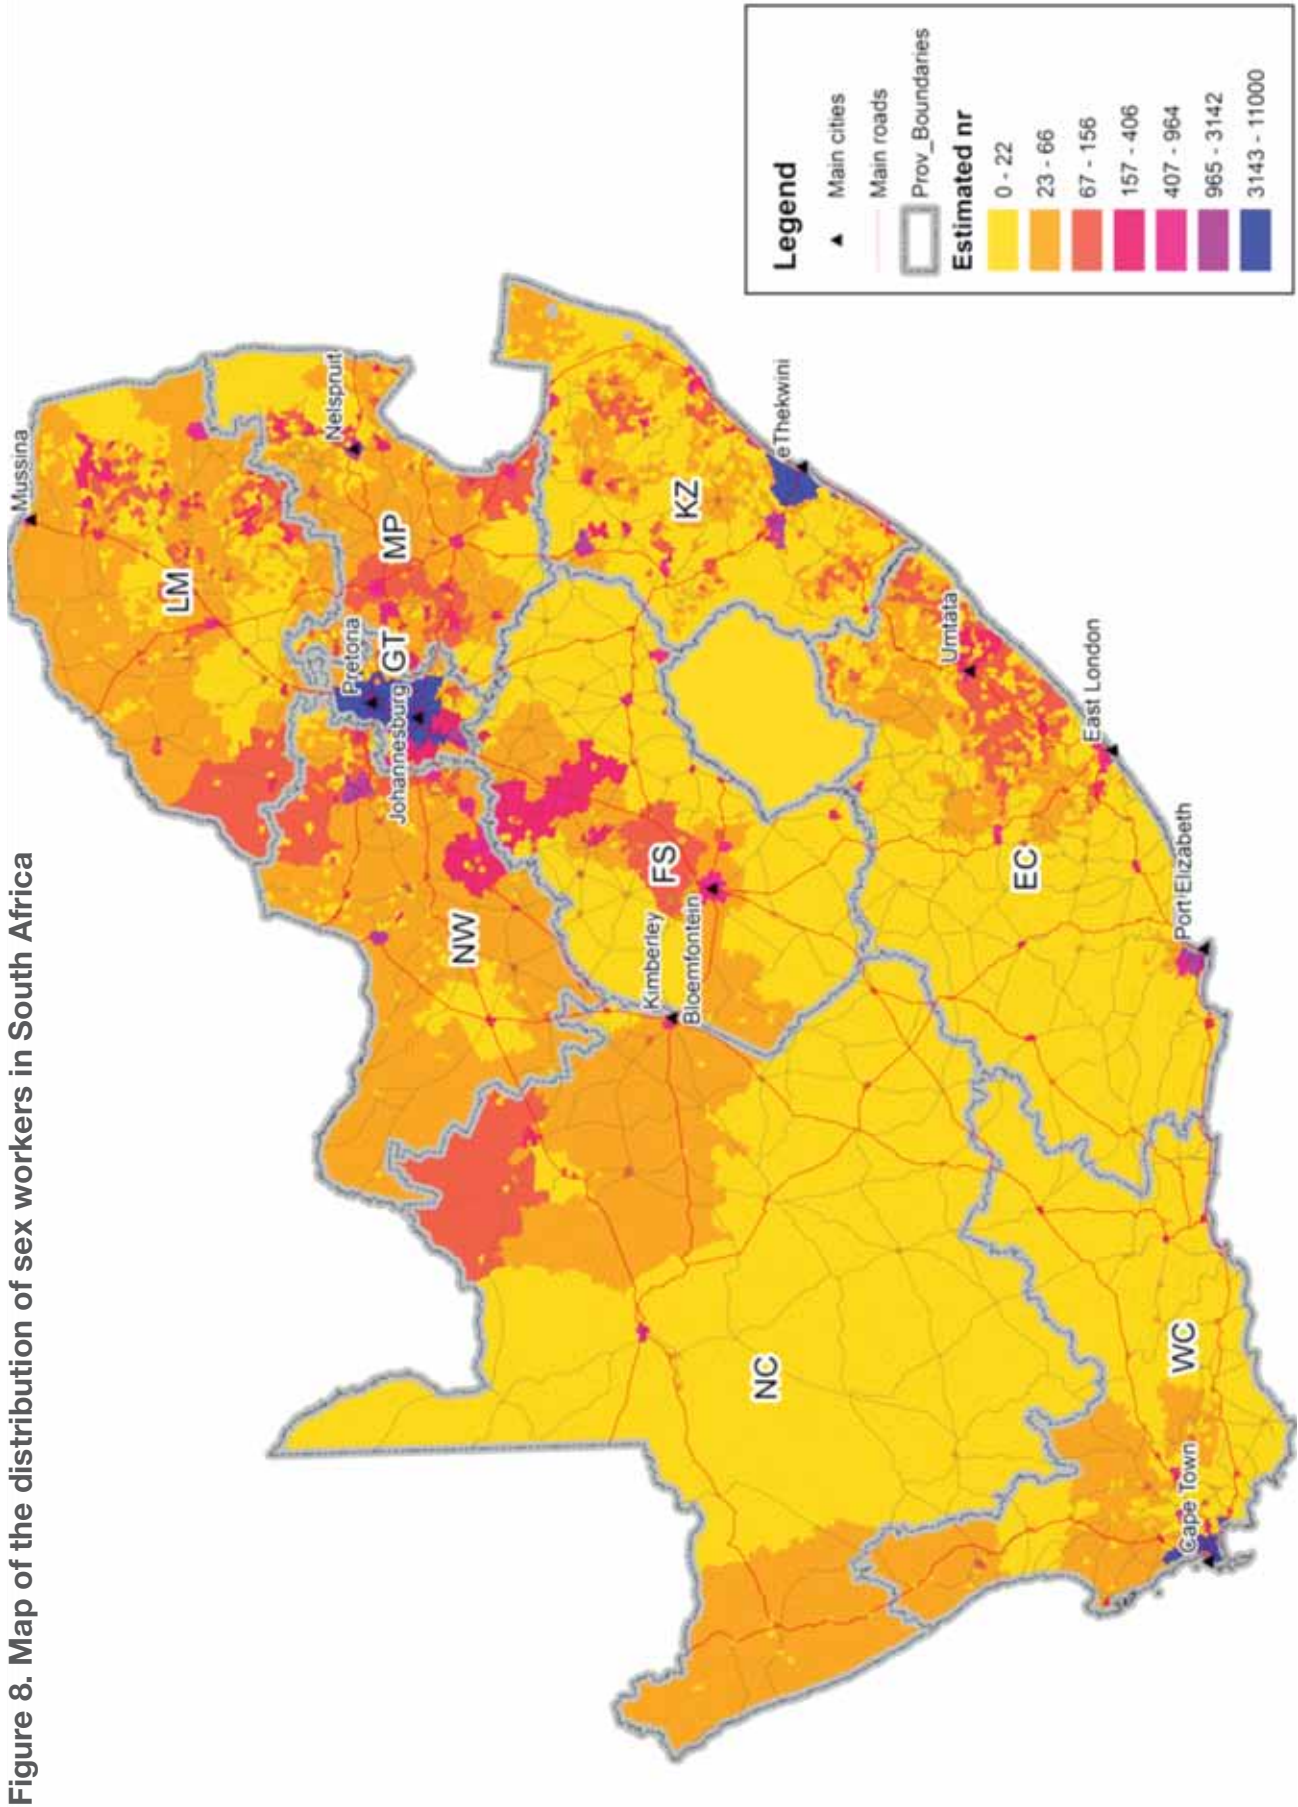 Figure 8. Map of the distribution of sex workers in South Africa
Mussina
LM
Nelspruit
MP
Pretoria
GT
Johannesburg
NW
KZ
eThekwini
FS
Kimberley
Bloemfontein
Umtata
East London
EC
Port Elizabeth
NC
WC
Cape Town
Legend
Main cities
Main roads
Prov_Boundaries
Estimated nr
0 - 22
23 - 66
67 - 156
157 - 406
407 - 964
965 - 3142
3143 - 11000